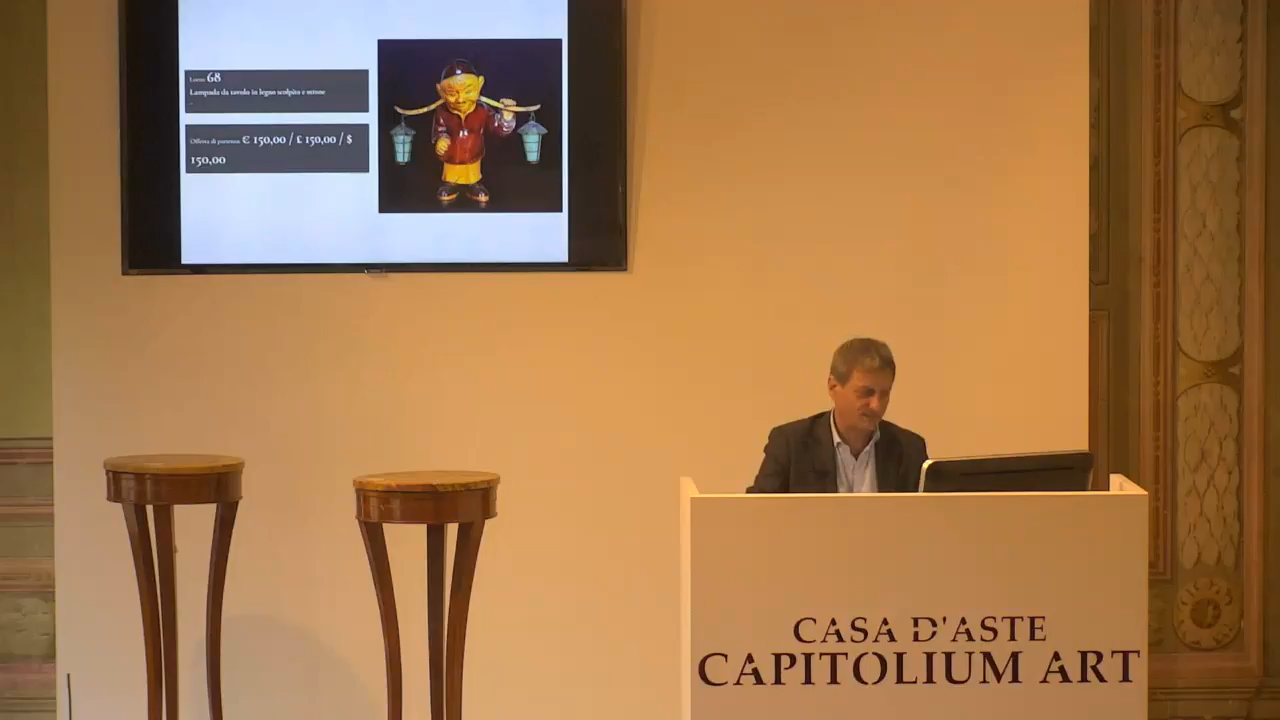 Lotto 68
Lampada da tavolo in legno scolpito e ottone
Offerta di partenza: € 150,00 / £ 150,00 / $
150,00
CASA D'ASTE
CAPITOLIUM ART